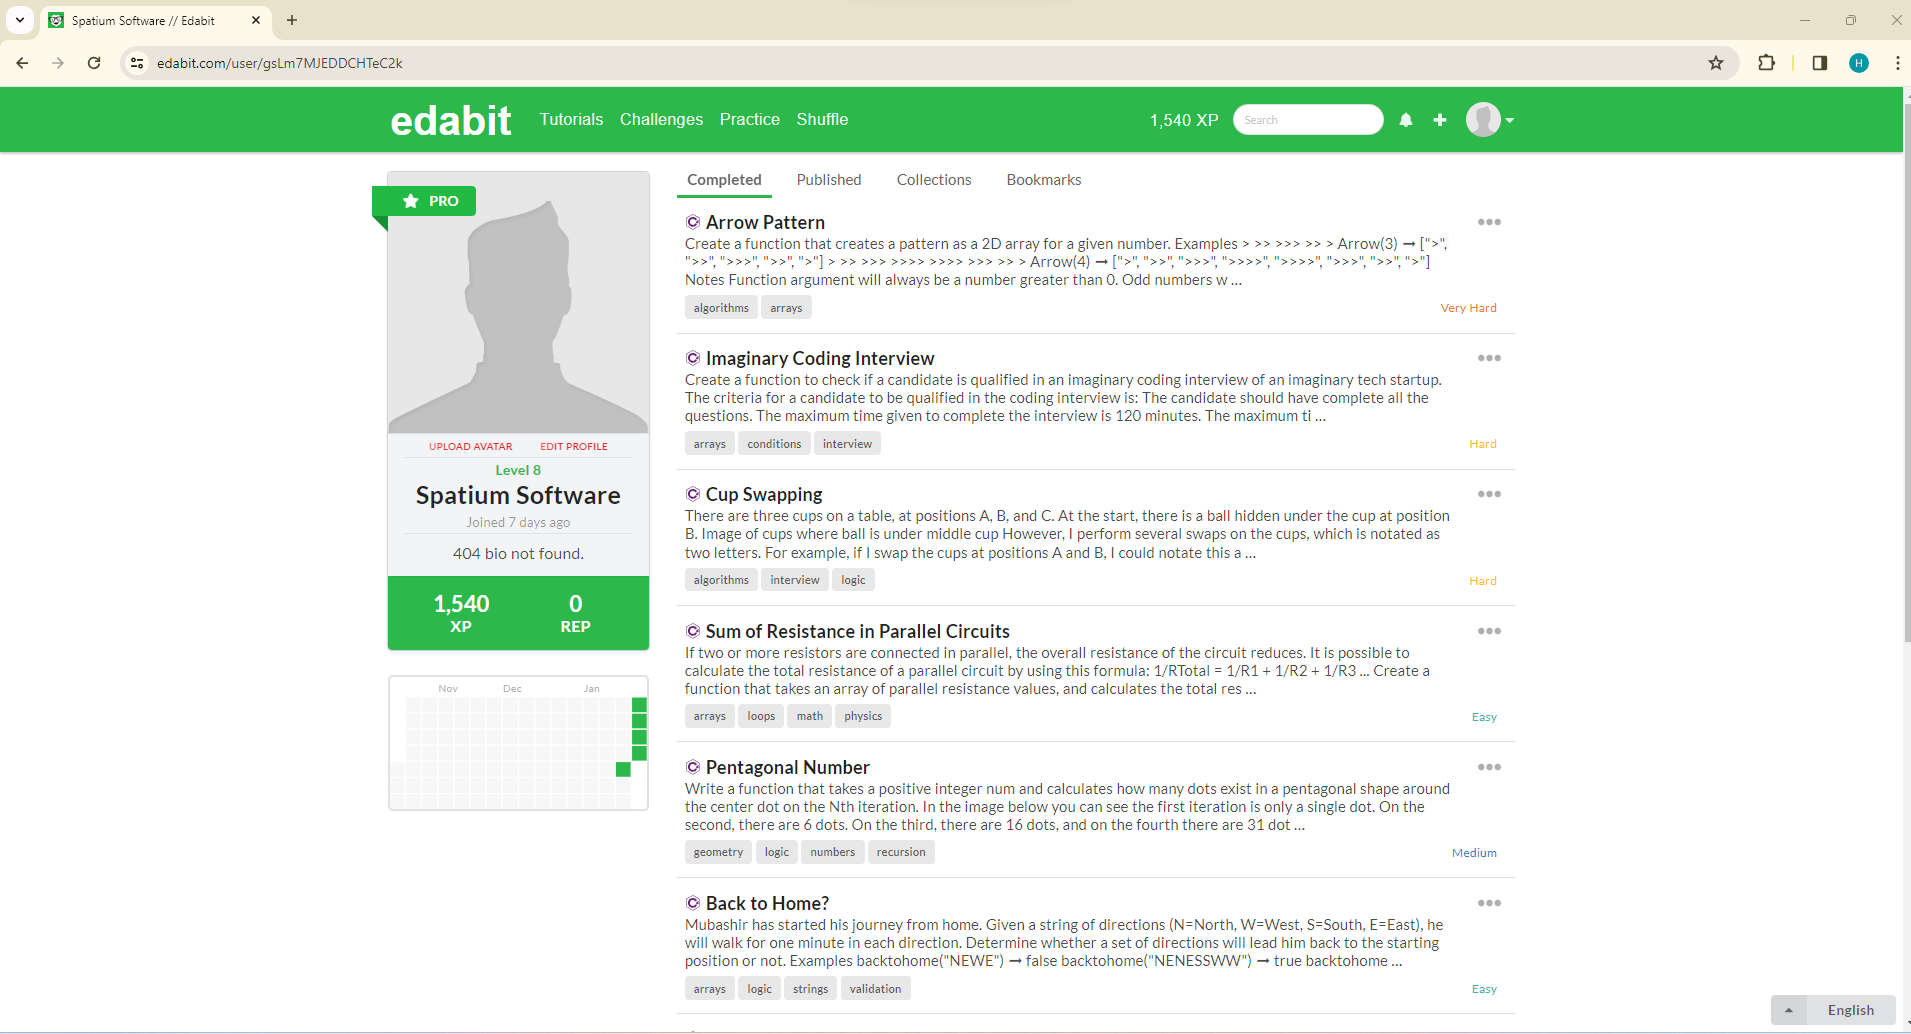 Spatium Software // Edabit
edabit.com/user/gsLm7MJEDDCHTeC2k
H
edabit Tutorials Challenges Practice Shuffle 1,540 XP Search
PRO
UPLOAD AVATAR EDIT PROFILE
Level 8
Spatium Software
Joined 7 days ago
404 bio not found.
1,540 0
XP REP
Nov Dec Jan
Completed Published Collections Bookmarks
Arrow Pattern
Create a function that creates a pattern as a 2D array for a given number. Examples > >> >>> >> > Arrow(3) → [">",
">>", ">>>", ">>", ">"] > >> >>> >>>> >>>> >>> >> > Arrow(4) → [">", ">>", ">>>", ">>>>", ">>>>", ">>>", ">>", ">"]
Notes Function argument will always be a number greater than 0. Odd numbers w ...
algorithms arrays Very Hard
Imaginary Coding Interview
Create a function to check if a candidate is qualified in an imaginary coding interview of an imaginary tech startup.
The criteria for a candidate to be qualified in the coding interview is: The candidate should have complete all the
questions. The maximum time given to complete the interview is 120 minutes. The maximum ti ...
arrays conditions interview Hard
Cup Swapping
There are three cups on a table, at positions A, B, and C. At the start, there is a ball hidden under the cup at position
B. Image of cups where ball is under middle cup However, I perform several swaps on the cups, which is notated as
two letters. For example, if I swap the cups at positions A and B, I could notate this a ...
algorithms interview logic Hard
Sum of Resistance in Parallel Circuits
If two or more resistors are connected in parallel, the overall resistance of the circuit reduces. It is possible to
calculate the total resistance of a parallel circuit by using this formula: 1/RTotal = 1/R1 + 1/R2 + 1/R3 ... Create a
function that takes an array of parallel resistance values, and calculates the total res ...
arrays loops math physics Easy
Pentagonal Number
Write a function that takes a positive integer num and calculates how many dots exist in a pentagonal shape around
the center dot on the Nth iteration. In the image below you can see the first iteration is only a single dot. On the
second, there are 6 dots. On the third, there are 16 dots, and on the fourth there are 31 dot ...
geometry logic numbers recursion Medium
Back to Home?
Mubashir has started his journey from home. Given a string of directions (N=North, W=West, S=South, E=East), he
will walk for one minute in each direction. Determine whether a set of directions will lead him back to the starting
position or not. Examples backtohome("NEWE") → false backtohome("NENESSWW") → true backtohome ...
arrays logic strings validation Easy
English